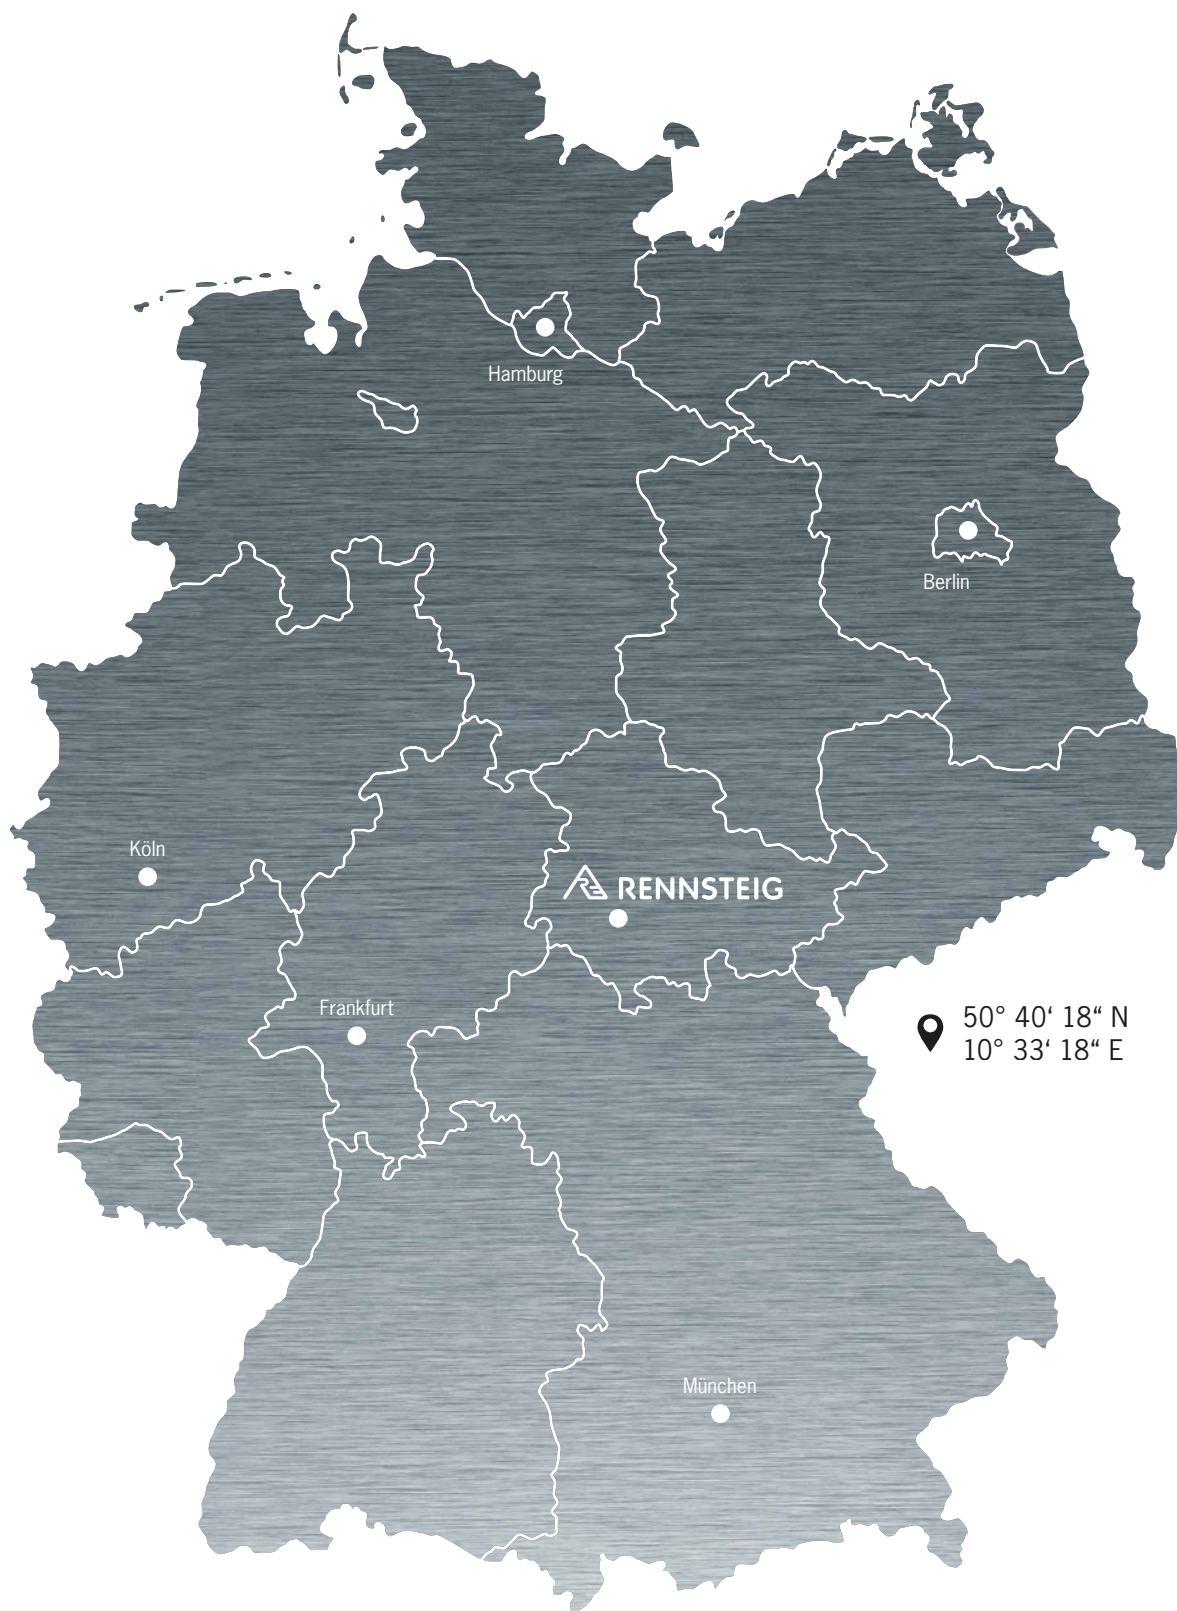 Hamburg
Berlin
Köln
RENNSTEIG
Frankfurt
50° 40‘ 18“ N
10° 33‘ 18“ E
München